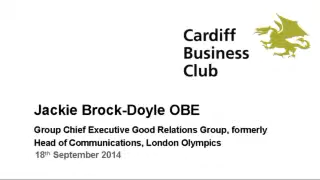 Cardiff
Business
Club
Jackie Brock-Doyle OBE
Group Chief Executive Good Relations Group, formerly
Head of Communications, London Olympics
18th September 2014